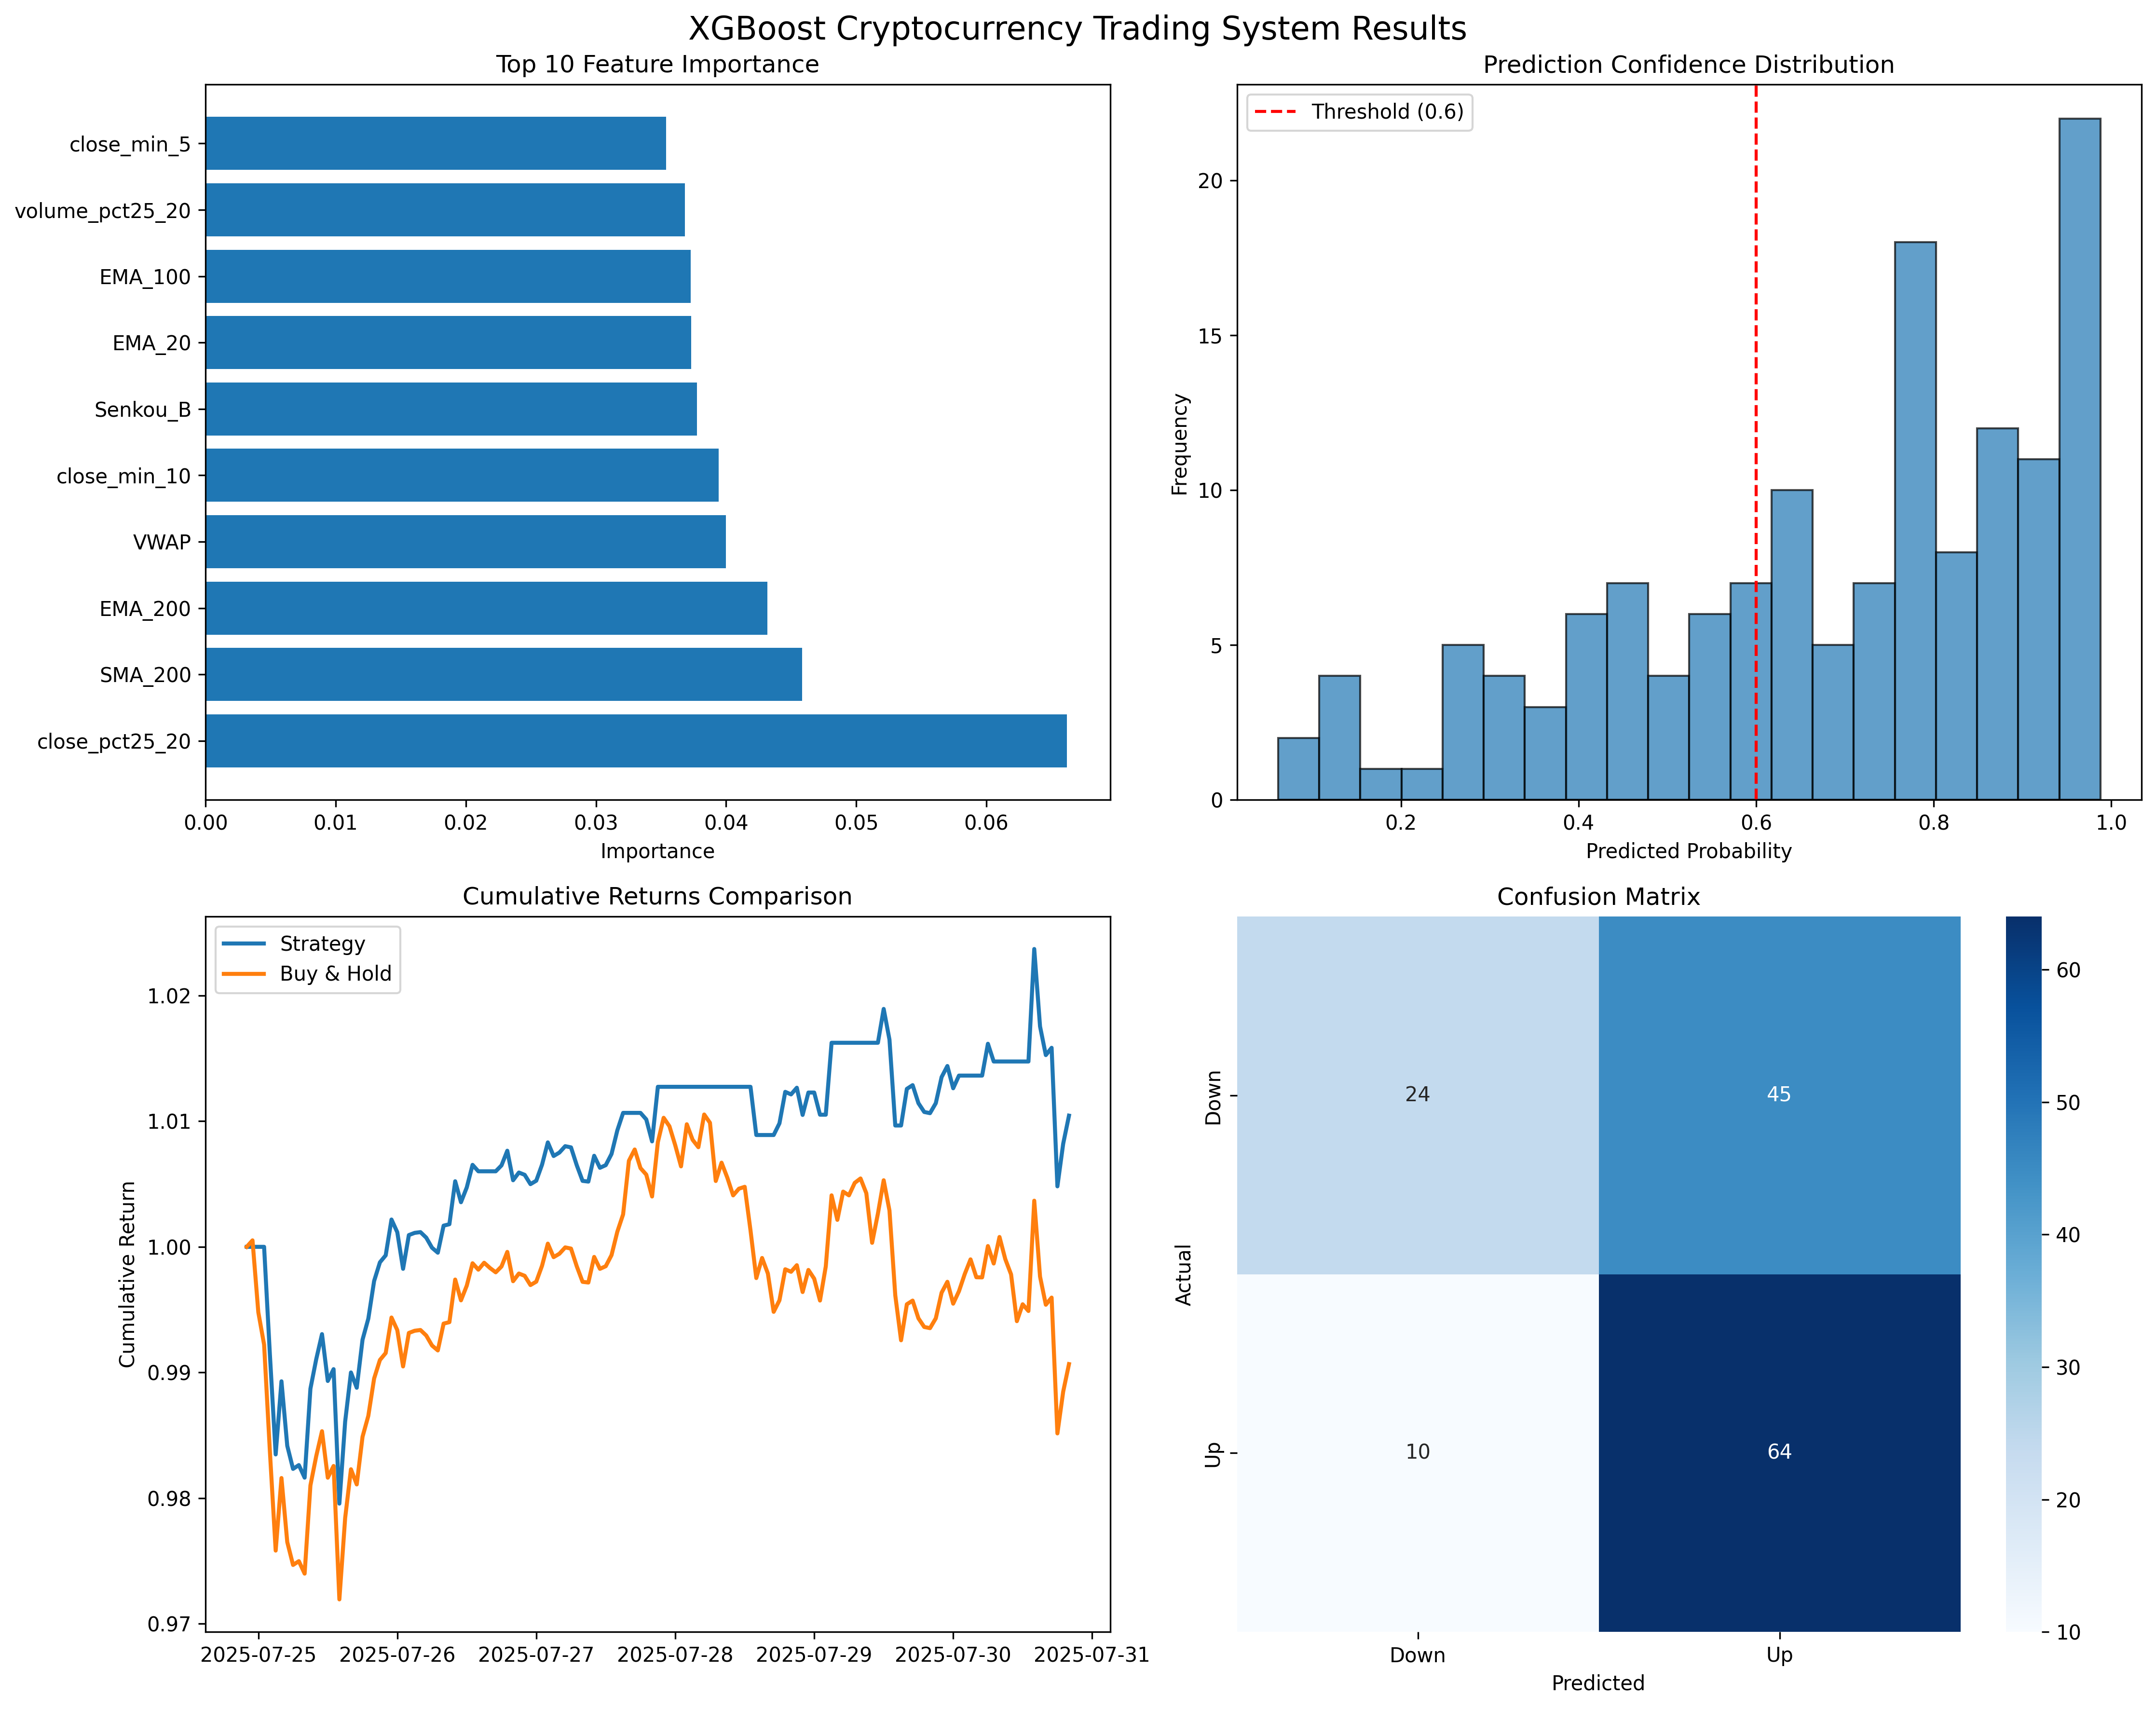 XGBoost Cryptocurrency Trading System Results
Top 10 Feature Importance
close_min_5
volume_pct25_20
EMA_100
EMA_20
Senkou_B
close_min_10
VWAP
EMA_200
SMA_200
close_pct25_20
0.00 0.01 0.02 0.03 0.04 0.05 0.06
Importance
Prediction Confidence Distribution
Threshold (0.6)
Frequency
20
15
10
5
0
0.2 0.4 0.6 0.8 1.0
Predicted Probability
Cumulative Returns Comparison
Strategy
Buy & Hold
Cumulative Return
1.02
1.01
1.00
0.99
0.98
0.97
2025-07-25 2025-07-26 2025-07-27 2025-07-28 2025-07-29 2025-07-30 2025-07-31
Confusion Matrix
Actual
Down
24 45
Up
10 64
Down Up
Predicted
60
50
40
30
20
10